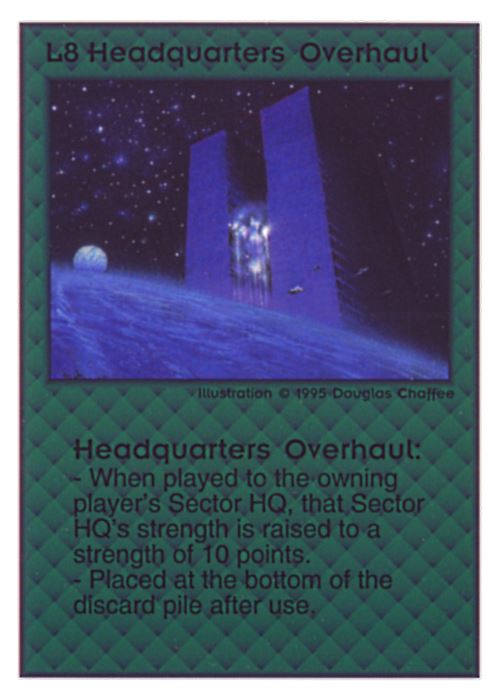 L8 Headquarters Overhaul
Illustration © 1995 Douglas Chaffee
Headquarters Overhaul:
- When played to the owning
player's Sector HQ, that Sector
HQ's strength is raised to a
strength of 10 points.
- Placed at the bottom of the
discard pile after use.